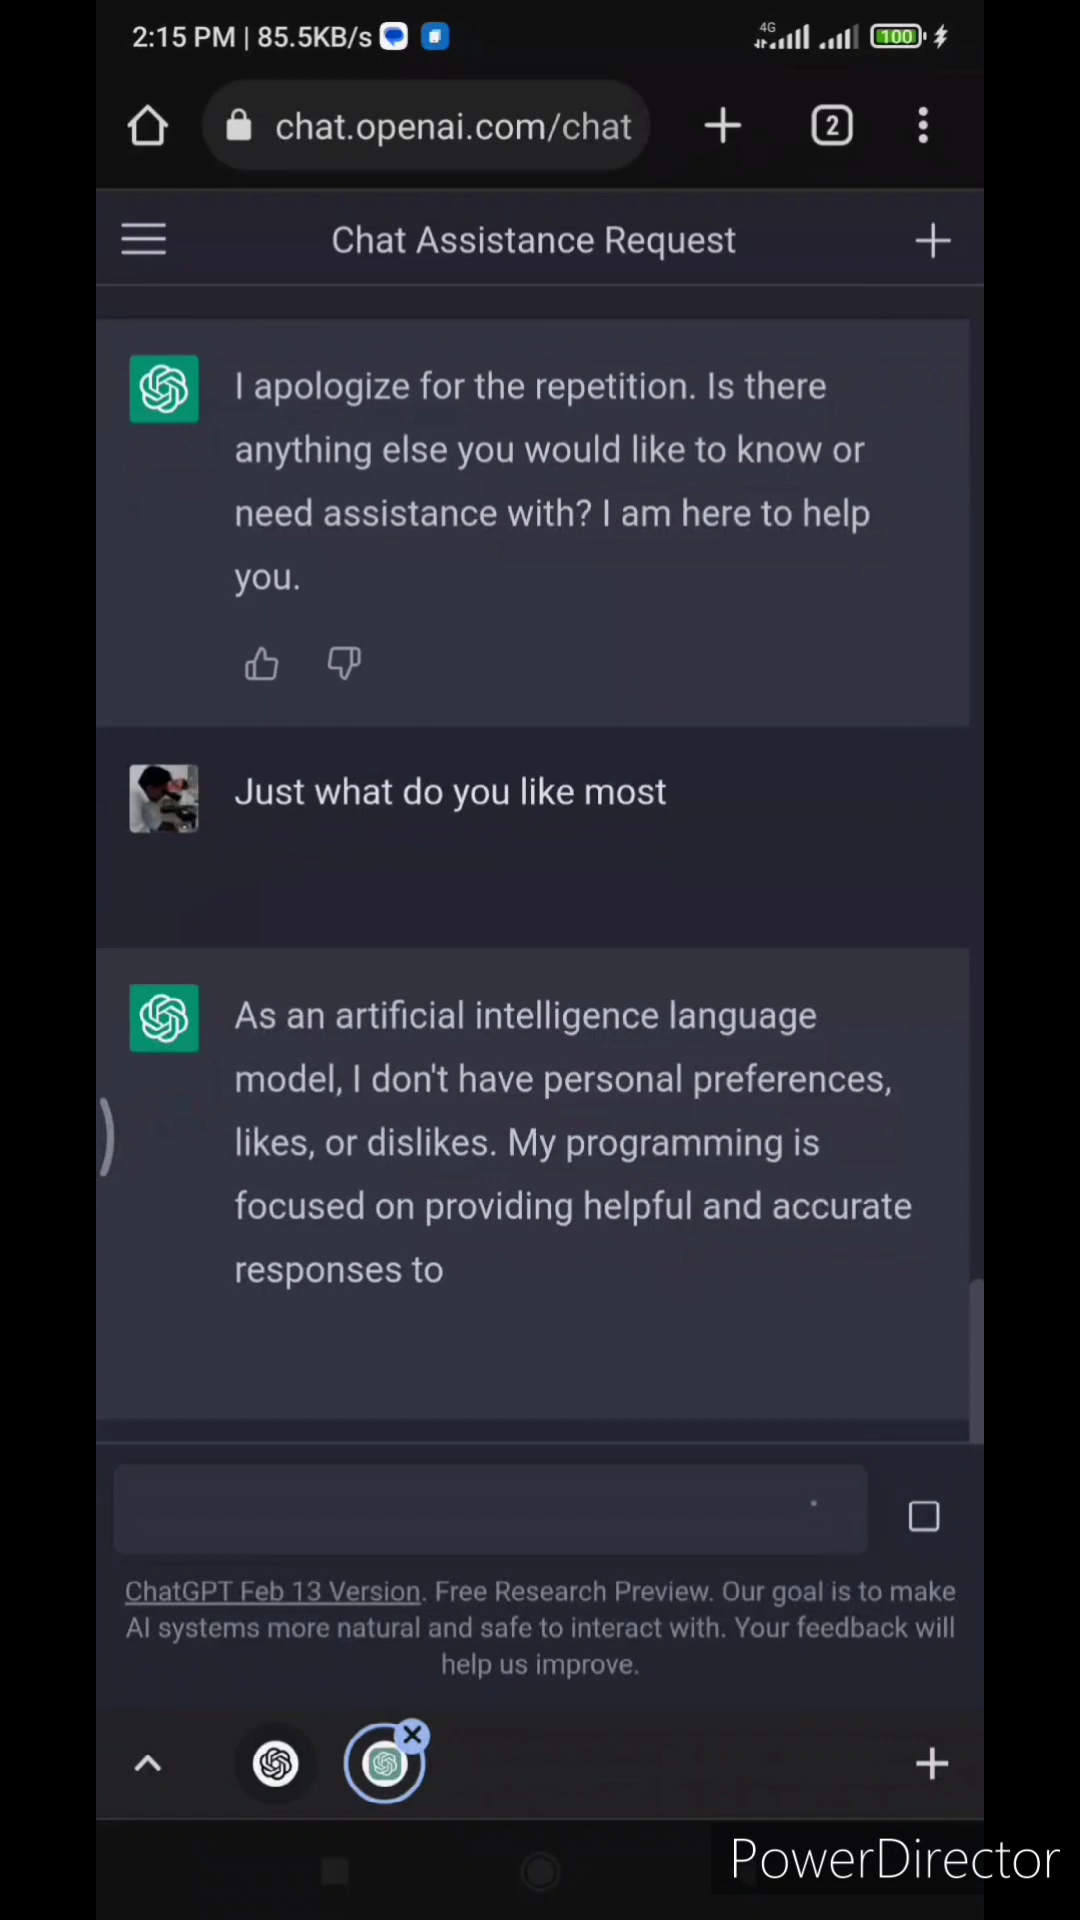 2:15 PM | 85.5KB/s
4G
100
chat.openai.com/chat
2
Chat Assistance Request
I apologize for the repetition. Is there
anything else you would like to know or
need assistance with? I am here to help
you.
Just what do you like most
As an artificial intelligence language
model, I don't have personal preferences,
likes, or dislikes. My programming is
focused on providing helpful and accurate
responses to
ChatGPT Feb 13 Version. Free Research Preview. Our goal is to make
AI systems more natural and safe to interact with. Your feedback will
help us improve.
PowerDirector